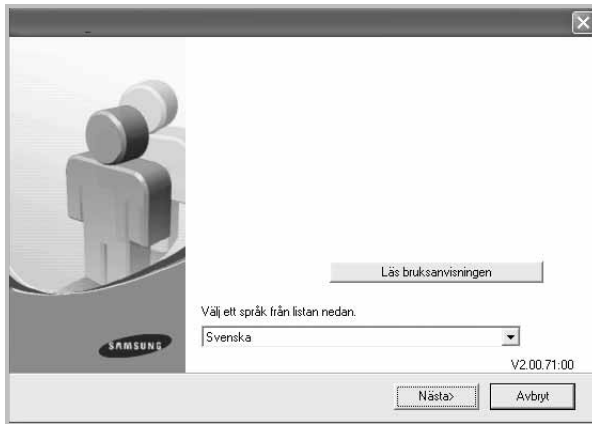 Läs bruksanvisningen
Välj ett språk från listan nedan.
Svenska
SAMSUNG
V2.00.71:00
Nästa>
Avbryt